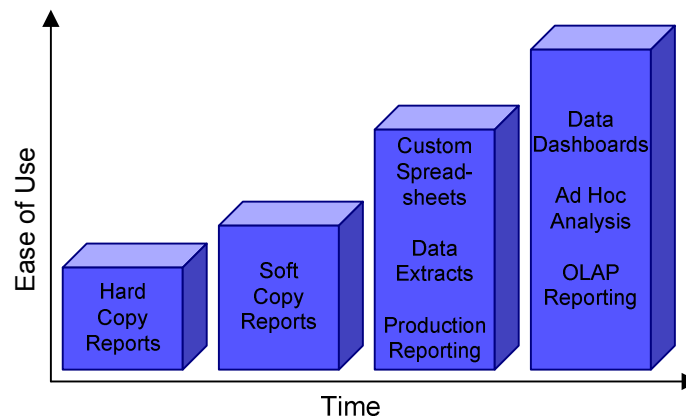 Ease of Use
Hard
Copy
Reports
Soft
Copy
Reports
Custom
Spread-
sheets
Data
Extracts
Production
Reporting
Data
Dashboards
Ad Hoc
Analysis
OLAP
Reporting
Time